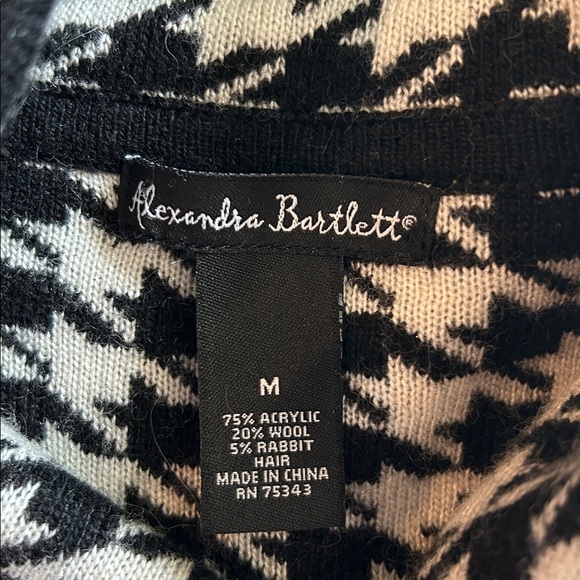 Alexandra Bartlett®
M
75% ACRYLIC
20% WOOL
5% RABBIT
HAIR
MADE IN CHINA
RN 75343